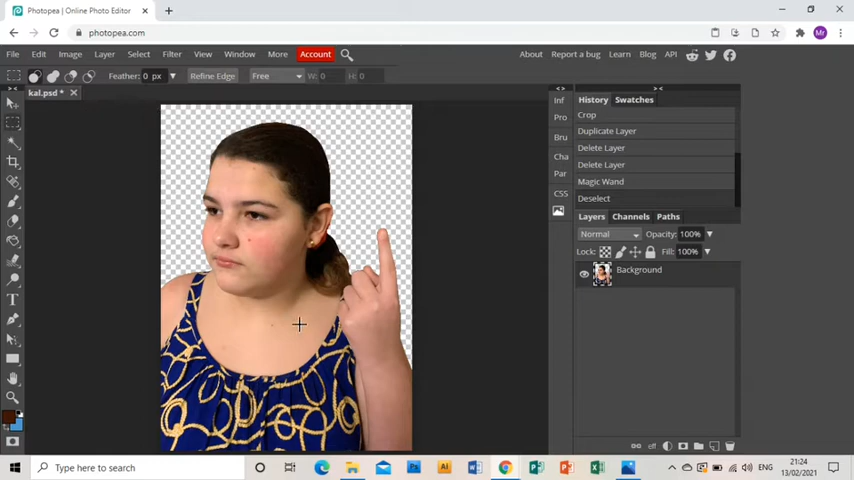 Photopea | Online Photo Editor
photopea.com
Mr
File Edit Image Layer Select Filter View Window More Account
About Report a bug Learn Blog API
Feather: 0 px Refine Edge Free W: 0 H: 0
kal.psd *
< > > <
Inf
Pro
Bru
Cha
Par
CSS
History Swatches
Crop
Duplicate Layer
Delete Layer
Delete Layer
Magic Wand
Deselect
Layers Channels Paths
Normal Opacity: 100%
Lock: Fill: 100%
Background
eff
Type here to search
ENG
21:24
13/02/2021